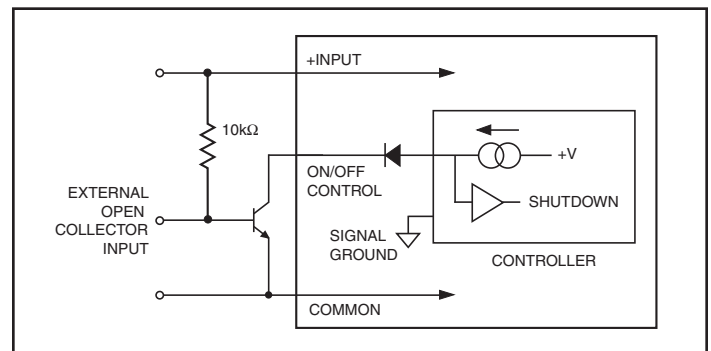 +INPUT
10kΩ
+V
ON/OFF
CONTROL
SHUTDOWN
EXTERNAL
OPEN
COLLECTOR
INPUT
SIGNAL
GROUND
CONTROLLER
COMMON